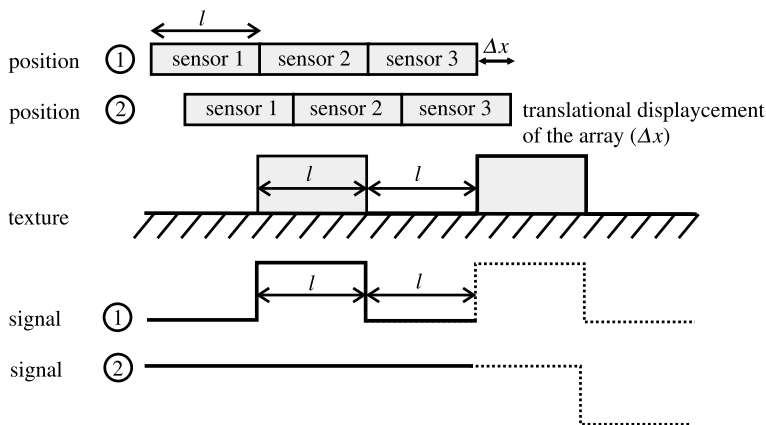 l
position 1 sensor 1 sensor 2 sensor 3 Δx
position 2 sensor 1 sensor 2 sensor 3 translational displaycement
of the array (Δx)
l l
texture
l l
signal 1
signal 2